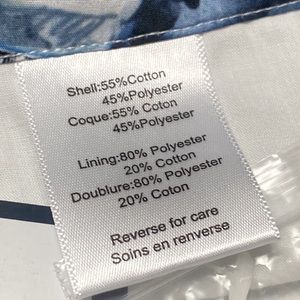 Shell:55%Cotton
45%Polyester
Coque:55% Coton
45%Polyester
Lining:80% Polyester
20% Cotton
Doublure:80% Polyester
20% Coton
Reverse for care
Soins en renverse